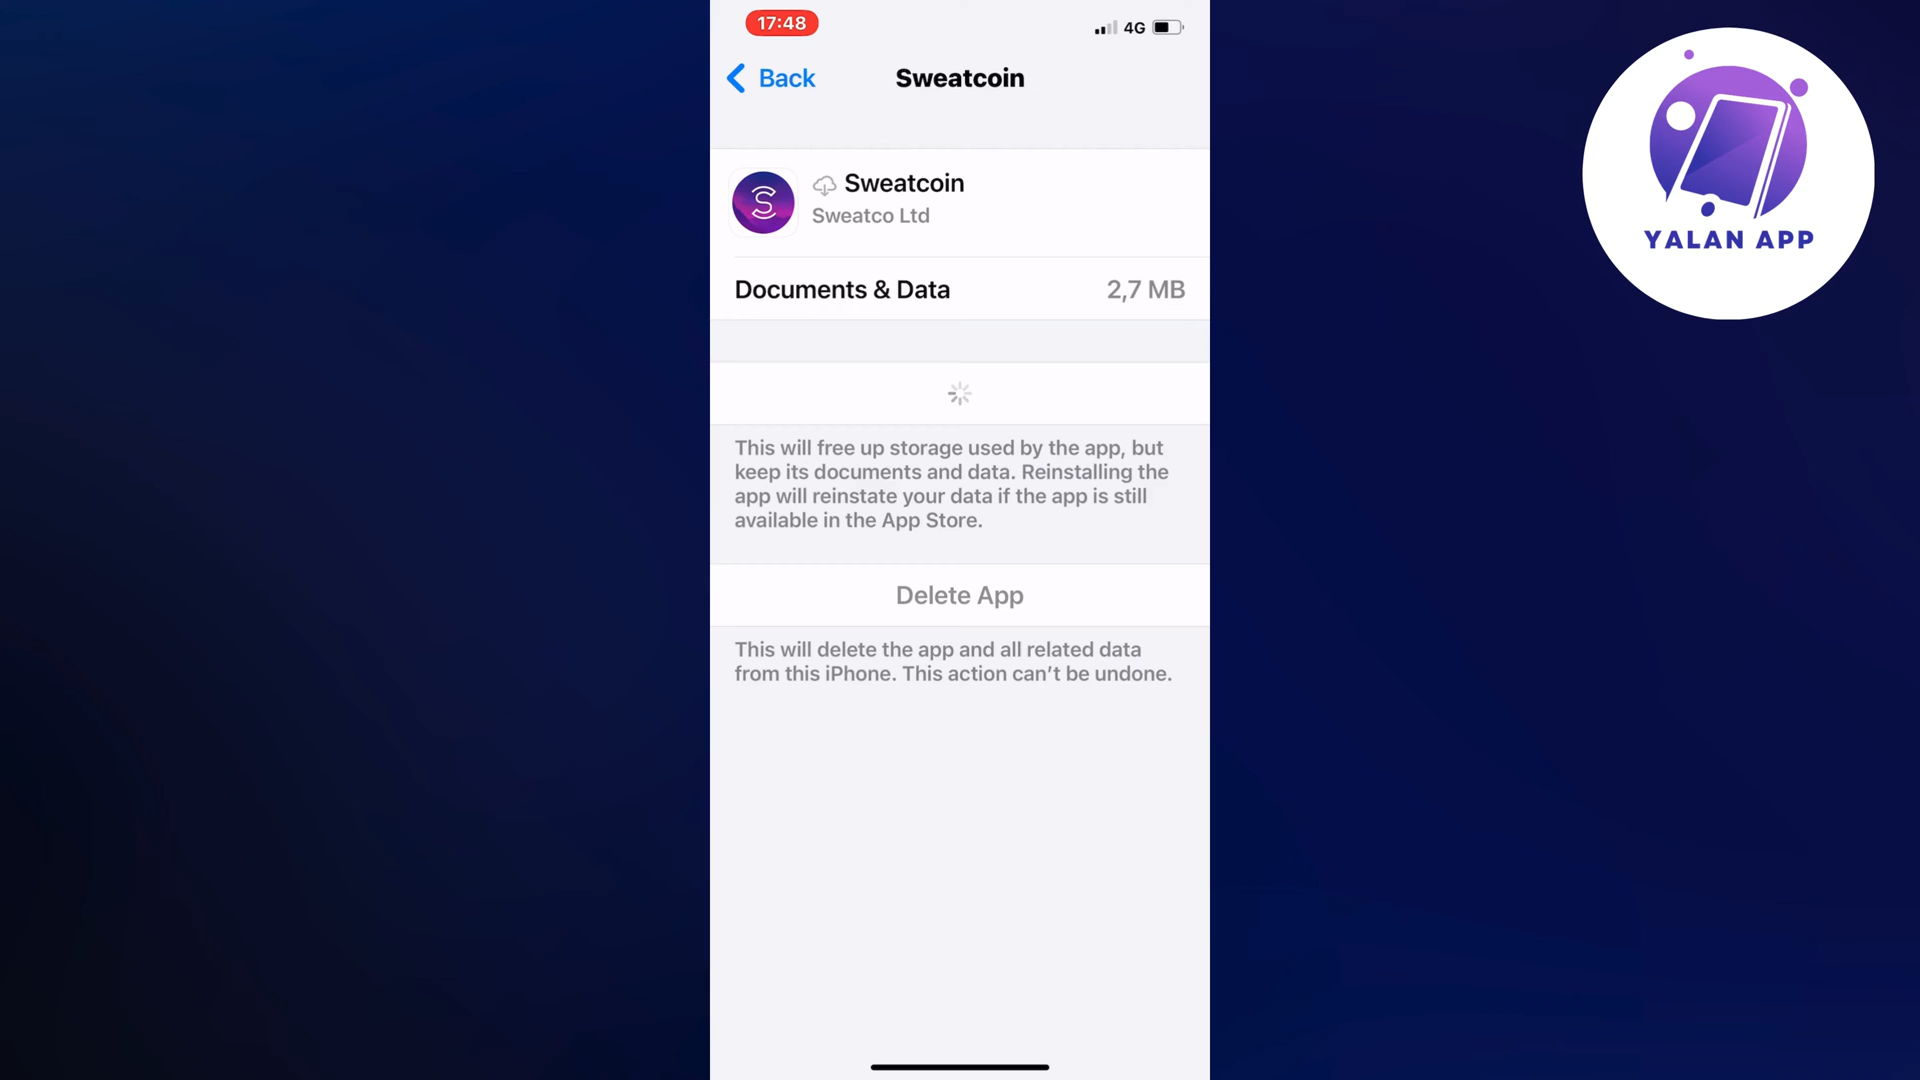 17:48
4G
Back
Sweatcoin
Sweatcoin
Sweatco Ltd
Documents & Data
2,7 MB
This will free up storage used by the app, but
keep its documents and data. Reinstalling the
app will reinstate your data if the app is still
available in the App Store.
Delete App
This will delete the app and all related data
from this iPhone. This action can’t be undone.
YALAN APP